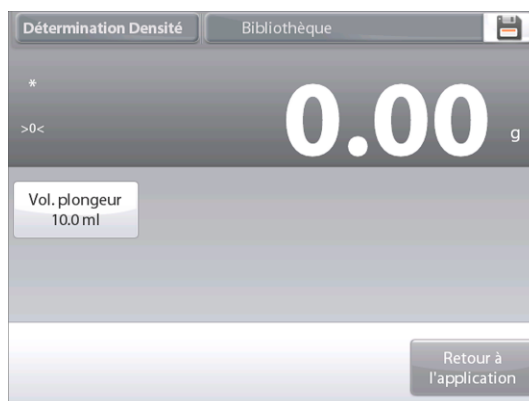 Détermination Densité
Bibliothèque
*
>0<
0.00 g
Vol. plongeur
10.0 ml
Retour à
l'application